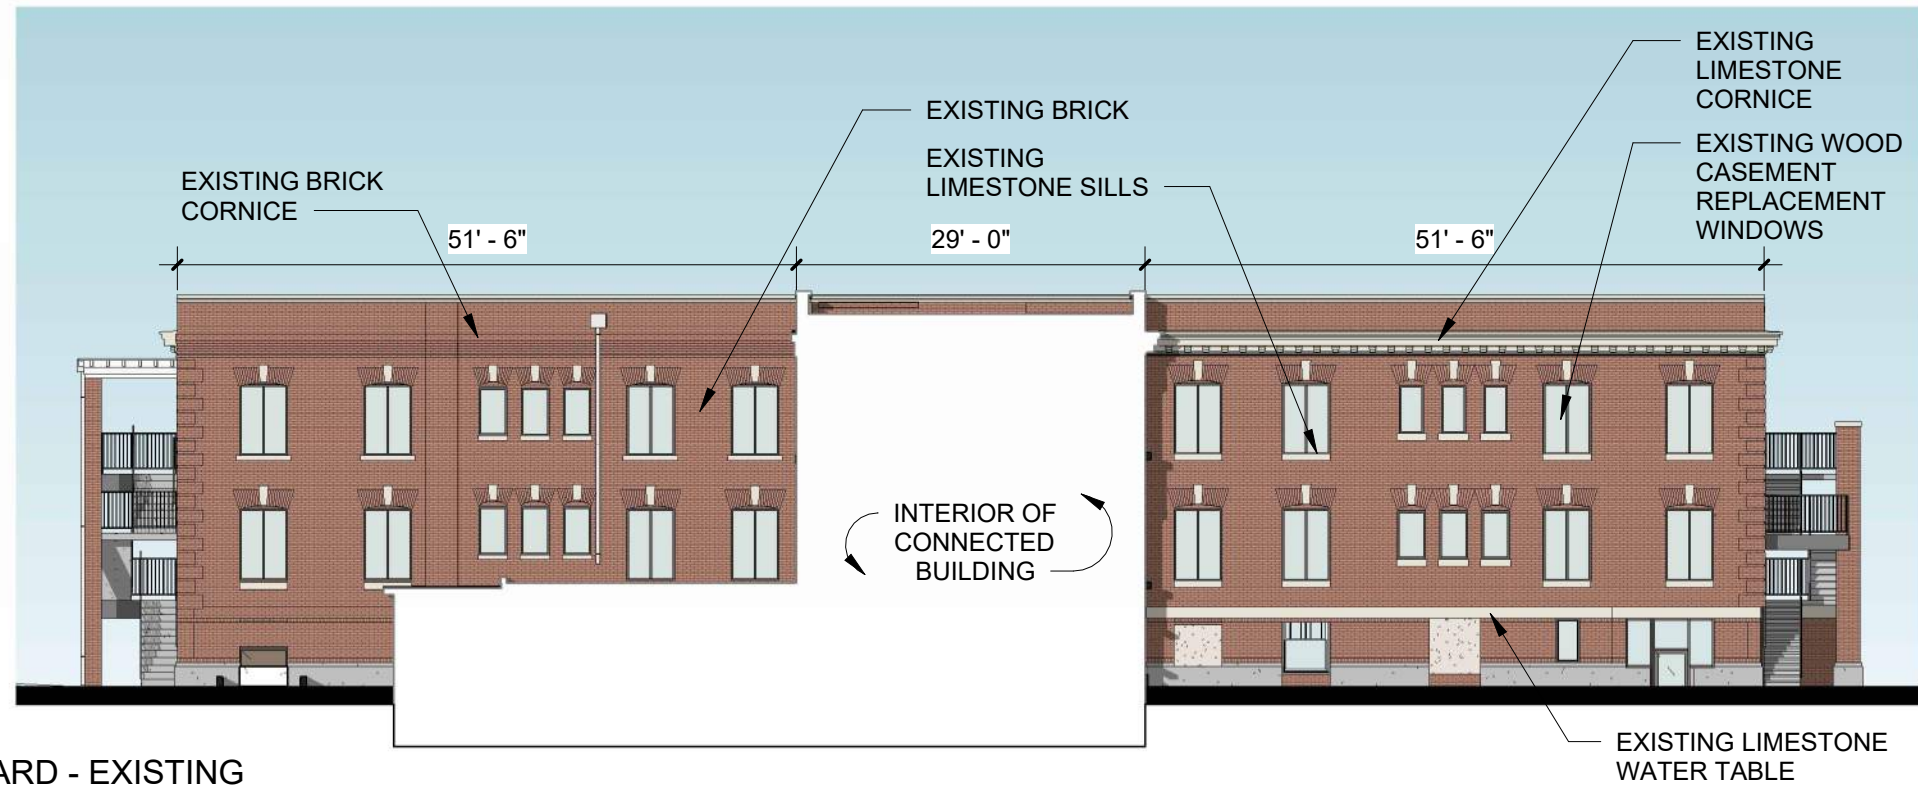 EXISTING
LIMESTONE
CORNICE
EXISTING BRICK
EXISTING WOOD
CASEMENT
REPLACEMENT
WINDOWS
EXISTING
LIMESTONE SILLS
EXISTING BRICK
CORNICE
51' - 6"
29' - 0"
51' - 6"
INTERIOR OF
CONNECTED
BUILDING
EXISTING LIMESTONE
WATER TABLE
ARD - EXISTING